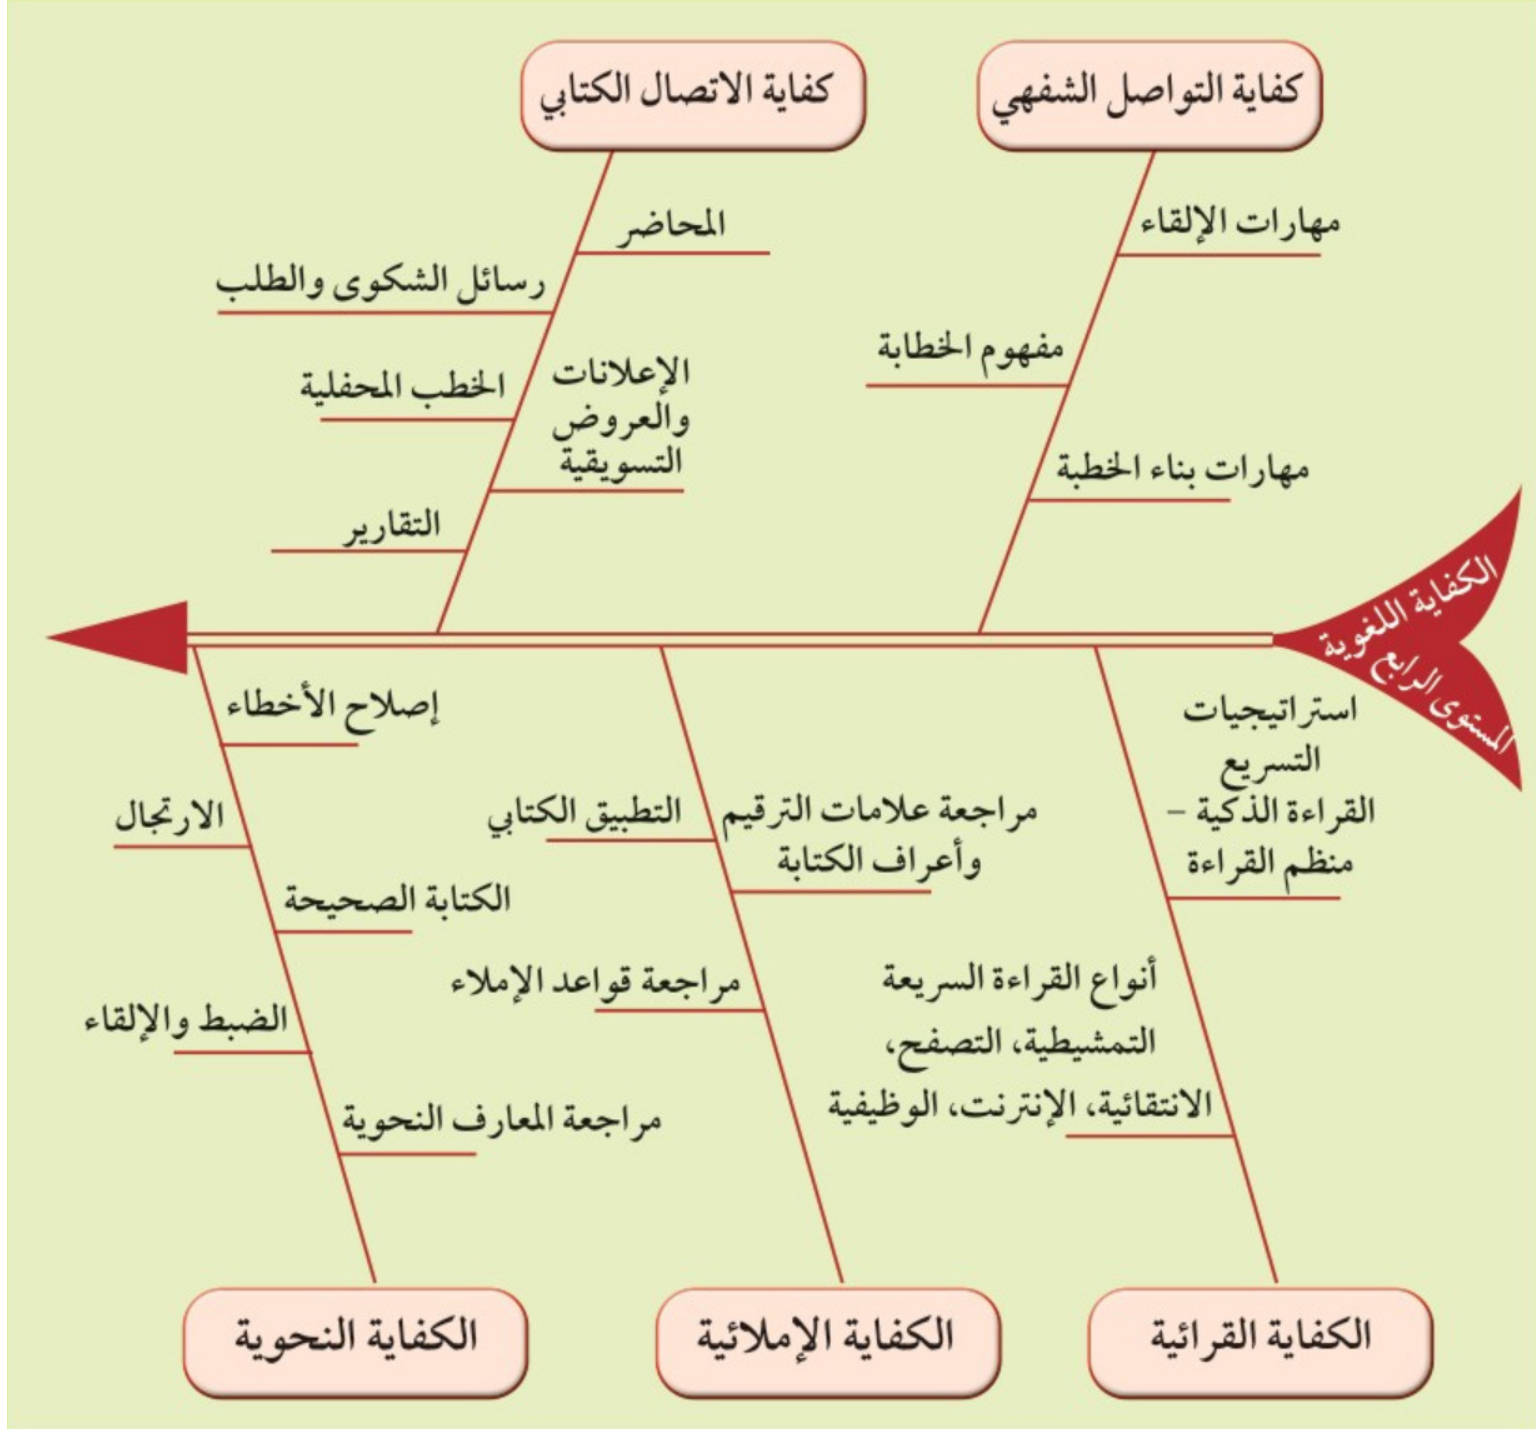 كفاية التواصل الشفهي
مهارات الإلقاء
مفهوم الخطابة
مهارات بناء الخطبة
كفاية الاتصال الكتابي
المحاضر
رسائل الشكوى والطلب
الخطب المحفلية
الإعلانات
والعروض
التسويقية
التقارير
الكفاية اللغوية
المستوى الرابع
استراتيجيات
التسريع
القراءة الذكية –
منظم القراءة
أنواع القراءة السريعة
التمشيطية، التصفح،
الانتقائية، الإنترنت، الوظيفية
الكفاية القرائية
التطبيق الكتابي
مراجعة علامات الترقيم
وأعراف الكتابة
مراجعة قواعد الإملاء
الكفاية الإملائية
إصلاح الأخطاء
الارتجال
الكتابة الصحيحة
الضبط والإلقاء
مراجعة المعارف النحوية
الكفاية النحوية